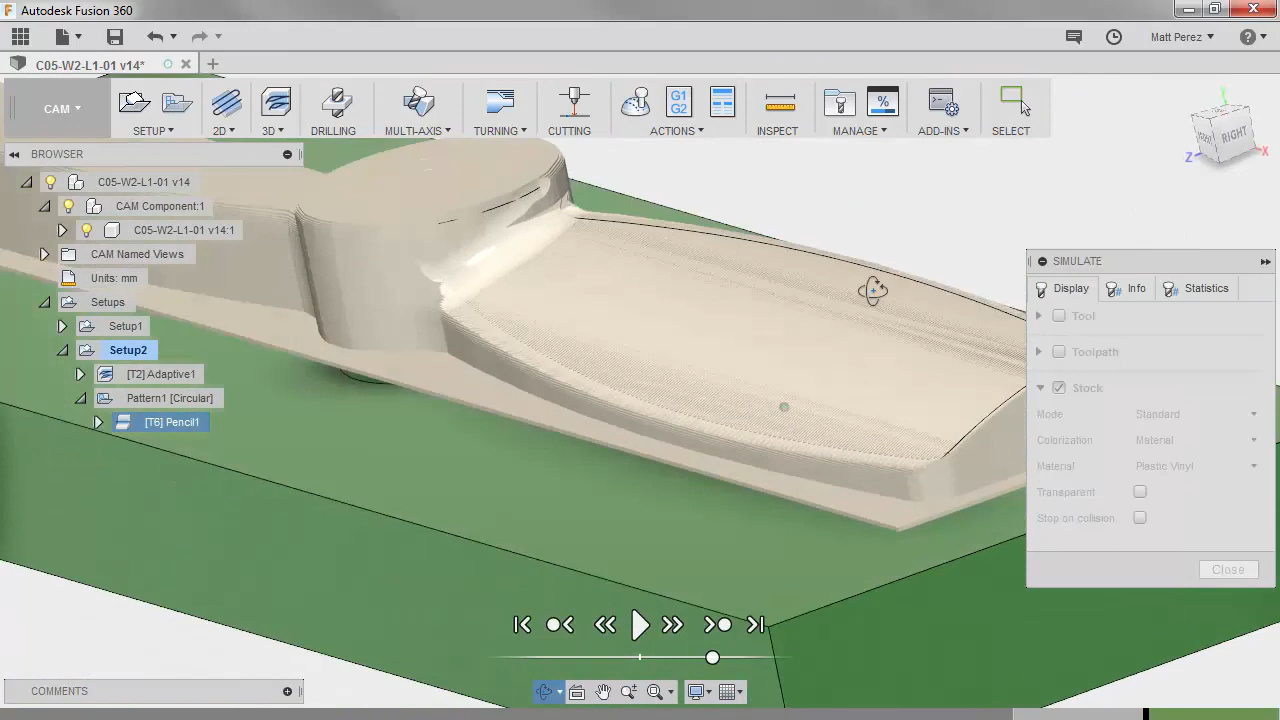 Autodesk Fusion 360
Matt Perez
C05-W2-L1-01 v14*
CAM
G1
G2
%
SETUP
2D
3D
DRILLING
MULTI-AXIS
TURNING
CUTTING
ACTIONS
INSPECT
MANAGE
ADD-INS
SELECT
Y
RIGHT
Z
X
BROWSER
C05-W2-L1-01 v14
CAM Component:1
C05-W2-L1-01 v14:1
CAM Named Views
Units: mm
Setups
Setup1
Setup2
[T2] Adaptive1
Pattern1 [Circular]
[T6] Pencil1
SIMULATE
Display
Info
Statistics
Tool
Toolpath
Stock
Mode Standard
Colorization Material
Material Plastic Vinyl
Transparent
Stop on collision
Close
COMMENTS